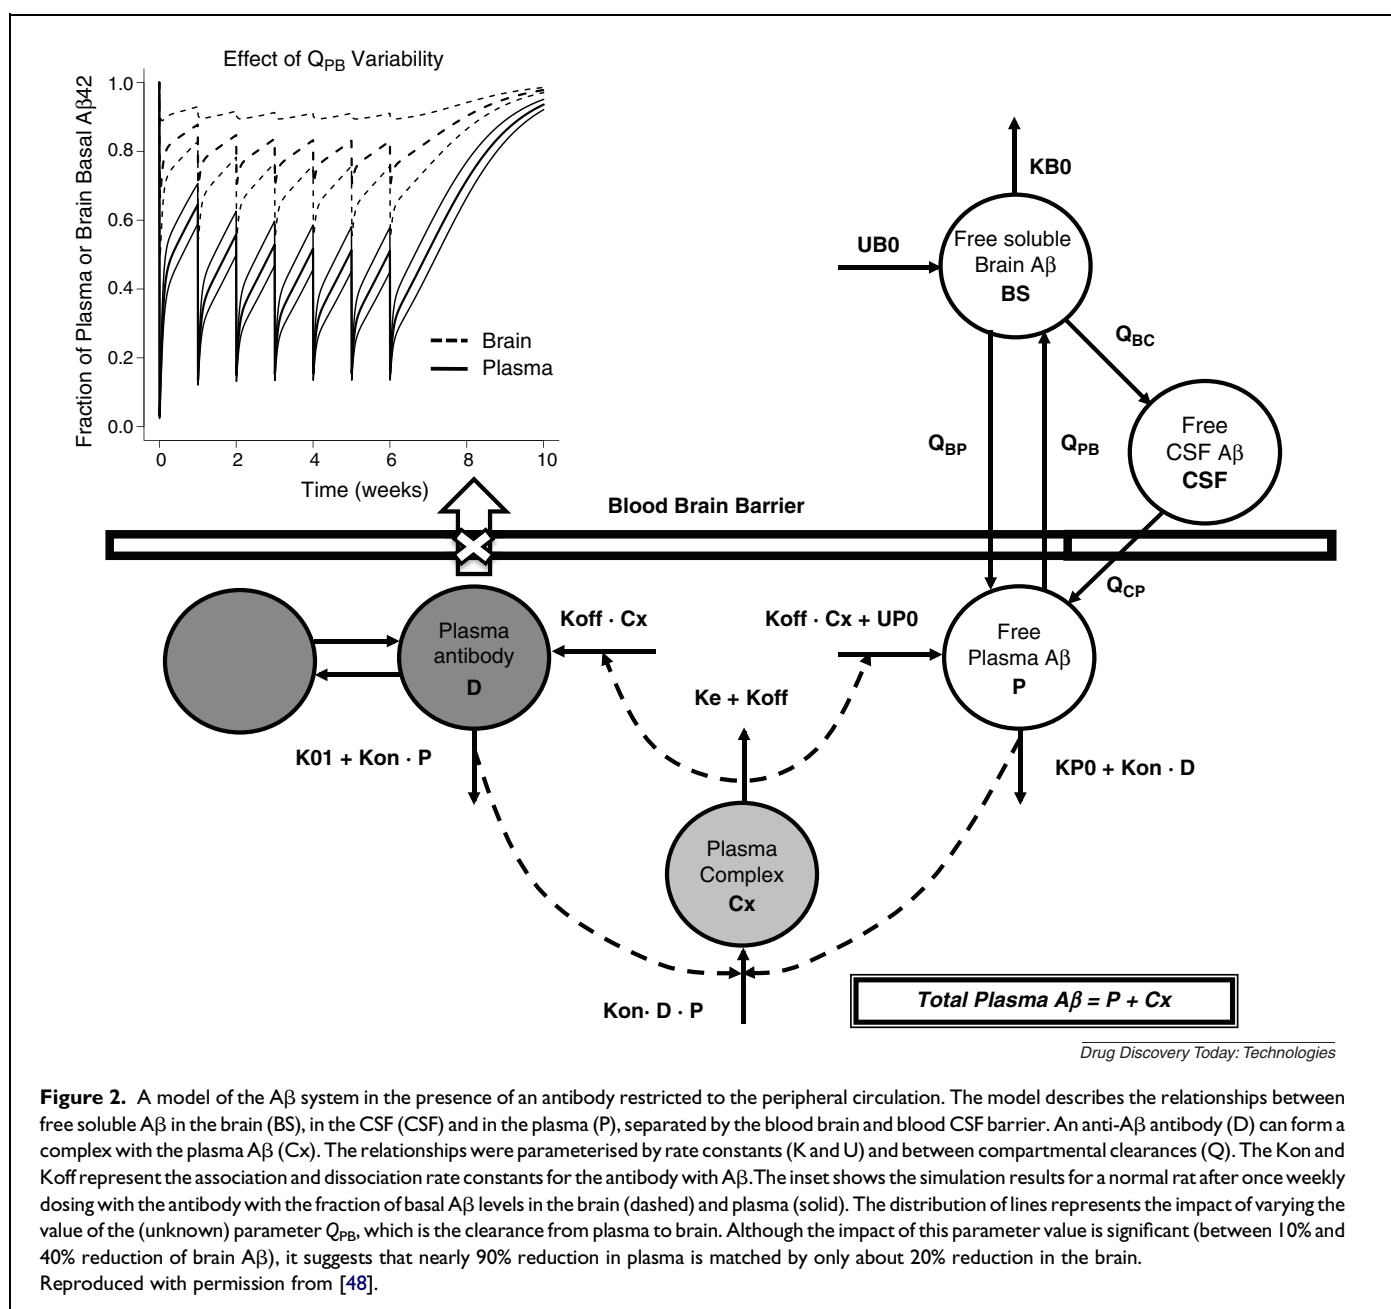 Effect of QPB Variability
Fraction of Plasma or Brain Basal Aβ42
1.0
0.8
0.6
0.4
0.2
0.0
0 2 4 6 8 10
Time (weeks)
Brain
Plasma
KB0
UB0
Free soluble
Brain Aβ
BS
QBC
Free
CSF Aβ
CSF
QBP
QPB
Blood Brain Barrier
QCP
Plasma
antibody
D
Koff · Cx
Koff · Cx + UP0
Free
Plasma Aβ
P
Ke + Koff
K01 + Kon · P
KP0 + Kon · D
Plasma
Complex
Cx
Kon· D · P
Total Plasma Aβ = P + Cx
Drug Discovery Today: Technologies
Figure 2. A model of the Aβ system in the presence of an antibody restricted to the peripheral circulation. The model describes the relationships between
free soluble Aβ in the brain (BS), in the CSF (CSF) and in the plasma (P), separated by the blood brain and blood CSF barrier. An anti-Aβ antibody (D) can form a
complex with the plasma Aβ (Cx). The relationships were parameterised by rate constants (K and U) and between compartmental clearances (Q). The Kon and
Koff represent the association and dissociation rate constants for the antibody with Aβ. The inset shows the simulation results for a normal rat after once weekly
dosing with the antibody with the fraction of basal Aβ levels in the brain (dashed) and plasma (solid). The distribution of lines represents the impact of varying the
value of the (unknown) parameter QPB, which is the clearance from plasma to brain. Although the impact of this parameter value is significant (between 10% and
40% reduction of brain Aβ), it suggests that nearly 90% reduction in plasma is matched by only about 20% reduction in the brain.
Reproduced with permission from [48].